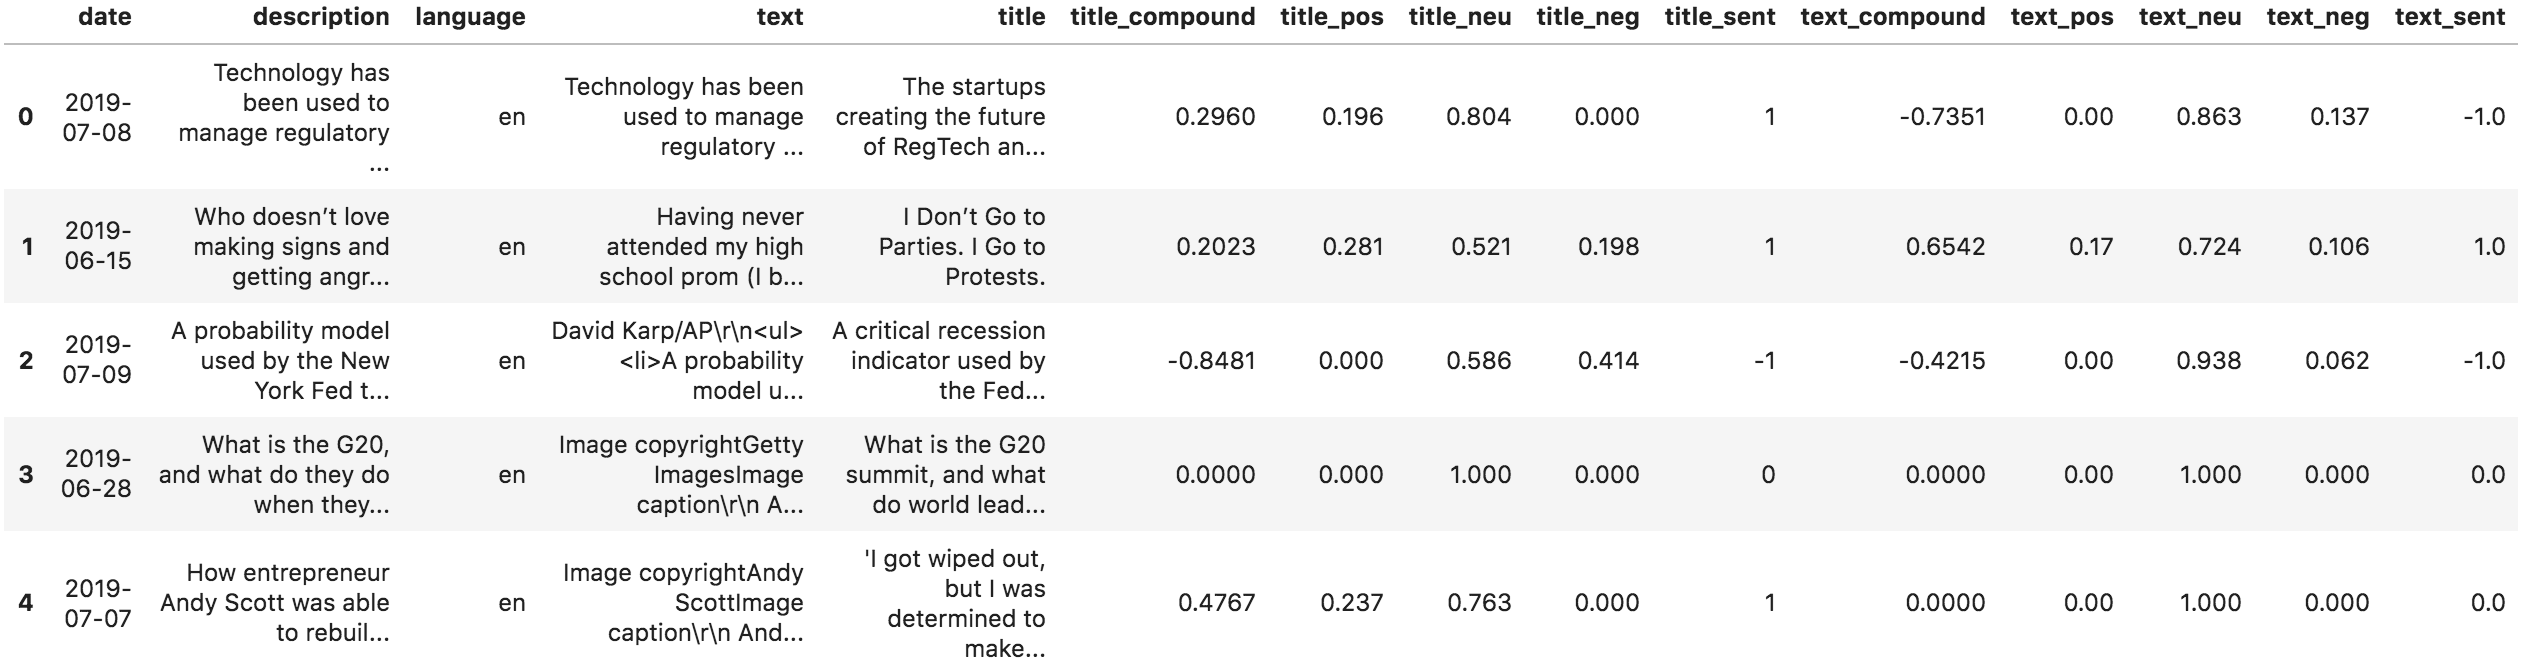 date description language text title title_compound title_pos title_neu title_neg title_sent text_compound text_pos text_neu text_neg text_sent
0 2019-07-08 Technology has been used to manage regulatory ... en Technology has been used to manage regulatory ... The startups creating the future of RegTech an... 0.2960 0.196 0.804 0.000 1 -0.7351 0.00 0.863 0.137 -1.0
1 2019-06-15 Who doesn’t love making signs and getting angr... en Having never attended my high school prom (I b... I Don’t Go to Parties. I Go to Protests. 0.2023 0.281 0.521 0.198 1 0.6542 0.17 0.724 0.106 1.0
2 2019-07-09 A probability model used by the New York Fed t... en David Karp/AP\r\n<ul><li>A probability model u... A critical recession indicator used by the Fed... -0.8481 0.000 0.586 0.414 -1 -0.4215 0.00 0.938 0.062 -1.0
3 2019-06-28 What is the G20, and what do they do when they... en Image copyrightGetty ImagesImage caption\r\n A... What is the G20 summit, and what do world lead... 0.0000 0.000 1.000 0.000 0 0.0000 0.00 1.000 0.000 0.0
4 2019-07-07 How entrepreneur Andy Scott was able to rebuil... en Image copyrightAndy ScottImage caption\r\n And... 'I got wiped out, but I was determined to make... 0.4767 0.237 0.763 0.000 1 0.0000 0.00 1.000 0.000 0.0